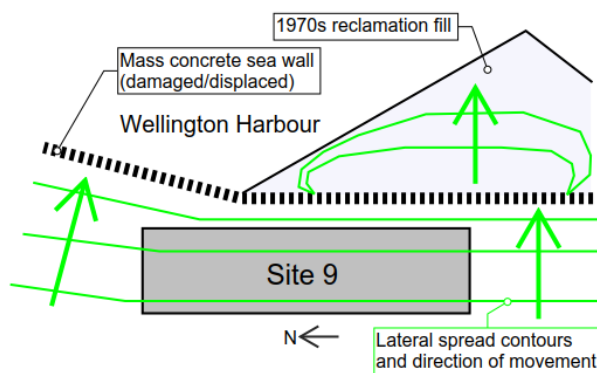 1970s reclamation fill
Mass concrete sea wall
(damaged/displaced)
Wellington Harbour
Site 9
N
Lateral spread contours
and direction of movement